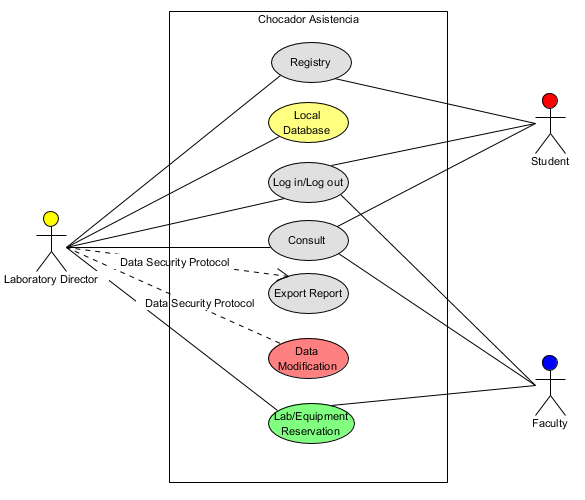 Chocador Asistencia
Registry
Local
Database
Student
Log in/Log out
Consult
Data Security Protocol
Laboratory Director
Export Report
Data Security Protocol
Data
Modification
Lab/Equipment
Reservation
Faculty